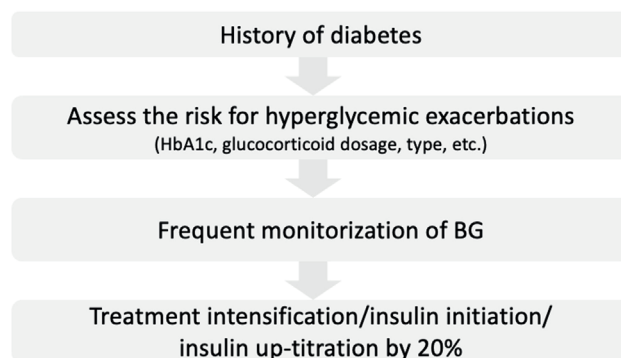 History of diabetes
Assess the risk for hyperglycemic exacerbations
(HbA1c, glucocorticoid dosage, type, etc.)
Frequent monitorization of BG
Treatment intensification/insulin initiation/
insulin up-titration by 20%